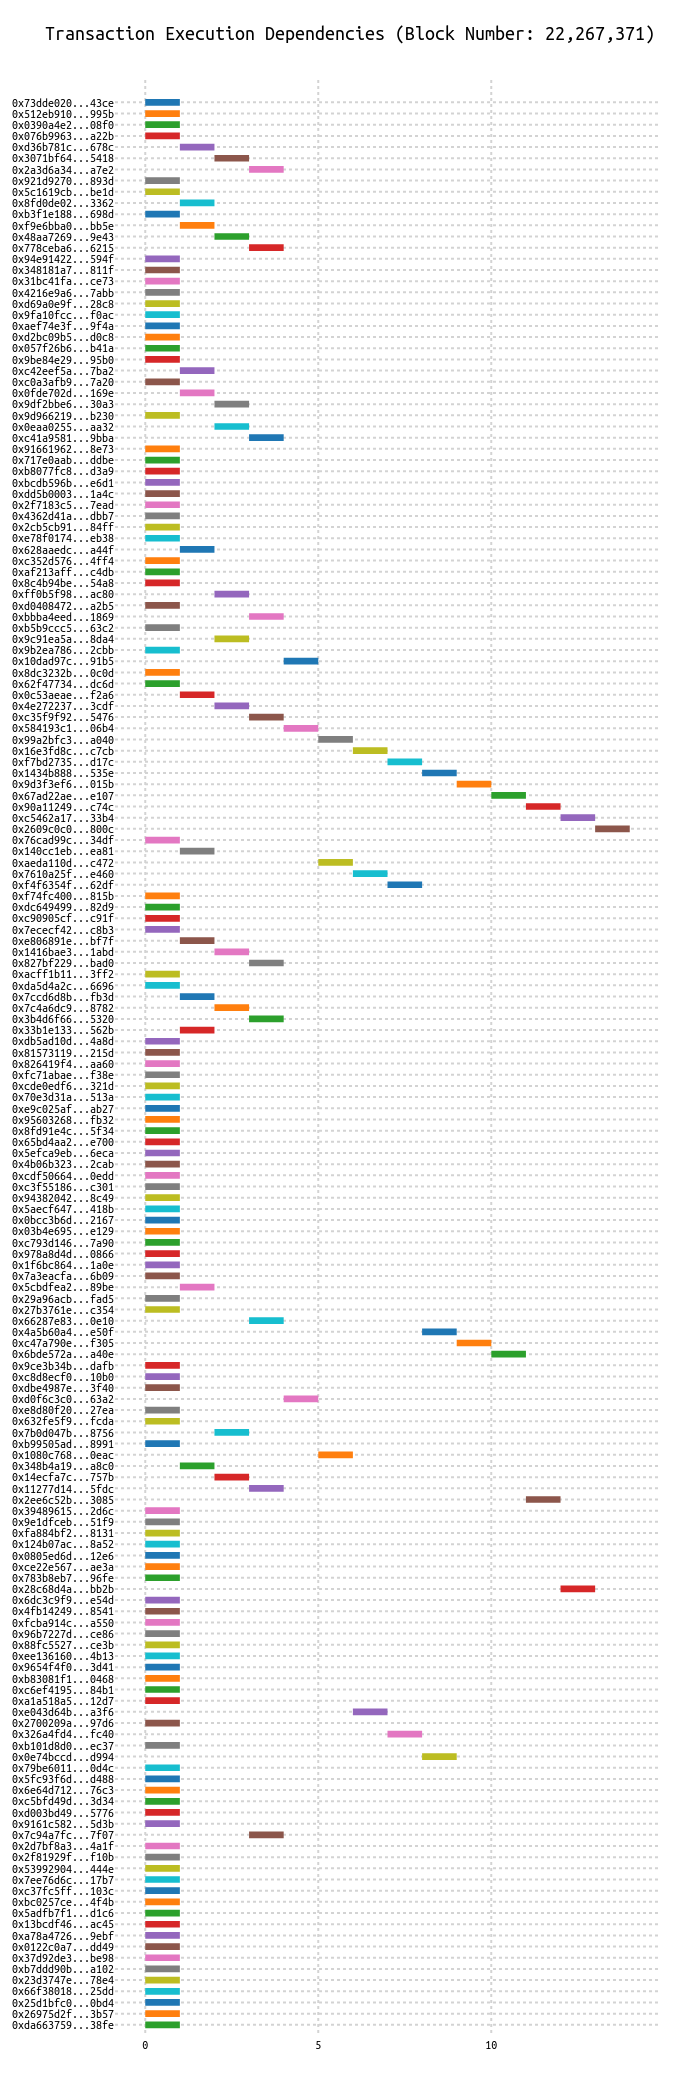 Transaction Execution Dependencies (Block Number: 22,267,371)
0x73dde020...43ce
0x512eb910...995b
0x0390a4e2...08f0
0x076b9963...a22b
0xd36b781c...678c
0x3071bf64...5418
0x2a3d6a34...a7e2
0x921d9270...893d
0x5c1619cb...be1d
0x8fd0de02...3362
0xb3f1e188...698d
0xf9e6bba0...bb5e
0x48aa7269...9e43
0x778ceba6...6215
0x94e91422...594f
0x348181a7...811f
0x31bc41fa...ce73
0x4216e9a6...7abb
0xd69a0e9f...28c8
0x9fa10fcc...f0ac
0xaef74e3f...9f4a
0xd2bc09b5...d0c8
0x057f26b6...b41a
0x9be84e29...95b0
0xc42eef5a...7ba2
0xc0a3afb9...7a20
0x0fde702d...169e
0x9df2bbe6...30a3
0x9d966219...b230
0x0eaa0255...aa32
0xc41a9581...9bba
0x91661962...8e73
0x717e0aab...ddbe
0xb8077fc8...d3a9
0xbcdb596b...e6d1
0xdd5b0003...1a4c
0x2f7183c5...7ead
0x4362d41a...dbb7
0x2cb5cb91...84ff
0xe78f0174...eb38
0x628aaedc...a44f
0xc352d576...4ff4
0xaf213aff...c4db
0x8c4b94be...54a8
0xff0b5f98...ac80
0xd0408472...a2b5
0xbbba4eed...1869
0xb5b9ccc5...63c2
0x9c91ea5a...8da4
0x9b2ea786...2cbb
0x10dad97c...91b5
0x8dc3232b...0c0d
0x62f47734...dc6d
0x0c53aeae...f2a6
0x4e272237...3cdf
0xc35f9f92...5476
0x584193c1...06b4
0x99a2bfc3...a040
0x16e3fd8c...c7cb
0xf7bd2735...d17c
0x1434b888...535e
0x9d3f3ef6...015b
0x67ad22ae...e107
0x90a11249...c74c
0xc5462a17...33b4
0x2609c0c0...800c
0x76cad99c...34df
0x140cc1eb...ea81
0xaeda110d...c472
0x7610a25f...e460
0xf4f6354f...62df
0xf74fc400...815b
0xdc649499...82d9
0xc90905cf...c91f
0x7ececf42...c8b3
0xe806891e...bf7f
0x1416bae3...1abd
0x827bf229...bad0
0xacff1b11...3ff2
0xda5d4a2c...6696
0x7ccd6d8b...fb3d
0x7c4a6dc9...8782
0x3b4d6f66...5320
0x33b1e133...562b
0xdb5ad10d...4a8d
0x81573119...215d
0x826419f4...aa60
0xfc71abae...f38e
0xcde0edf6...321d
0x70e3d31a...513a
0xe9c025af...ab27
0x95603268...fb32
0x8fd91e4c...5f34
0x65bd4aa2...e700
0x5efca9eb...6eca
0x4b06b323...2cab
0xcdf50664...0edd
0xc3f55186...c301
0x94382042...8c49
0x5aecf647...418b
0x0bcc3b6d...2167
0x03b4e695...e129
0xc793d146...7a90
0x978a8d4d...0866
0x1f6bc864...1a0e
0x7a3eacfa...6b09
0x5cbdfea2...89be
0x29a96acb...fad5
0x27b3761e...c354
0x66287e83...0e10
0x4a5b60a4...e50f
0xc47a790e...f305
0x6bde572a...a40e
0x9ce3b34b...dafb
0xc8d8ecf0...10b0
0xdbe4987e...3f40
0xd0f6c3c0...63a2
0xe8d80f20...27ea
0x632fe5f9...fcda
0x7b0d047b...8756
0xb99505ad...8991
0x1080c768...0eac
0x348b4a19...a8c0
0x14ecfa7c...757b
0x11277d14...5fdc
0x2ee6c52b...3085
0x39489615...2d6c
0x9e1dfceb...51f9
0xfa884bf2...8131
0x124b07ac...8a52
0x0805ed6d...12e6
0xce22e567...ae3a
0x783b8eb7...96fe
0x28c68d4a...bb2b
0x6dc3c9f9...e54d
0x4fb14249...8541
0xfcba914c...a550
0x96b7227d...ce86
0x88fc5527...ce3b
0xee136160...4b13
0x9654f4f0...3d41
0xb83081f1...0468
0xc6ef4195...84b1
0xa1a518a5...12d7
0xe043d64b...a3f6
0x2700209a...97d6
0x326a4fd4...fc40
0xb101d8d0...ec37
0x0e74bccd...d994
0x79be6011...0d4c
0x5fc93f6d...d488
0x6e64d712...76c3
0xc5bfd49d...3d34
0xd003bd49...5776
0x9161c582...5d3b
0x7c94a7fc...7f07
0x2d7bf8a3...4a1f
0x2f81929f...f10b
0x53992904...444e
0x7ee76d6c...17b7
0xc37fc5ff...103c
0xbc0257ce...4f4b
0x5adfb7f1...d1c6
0x13bcdf46...ac45
0xa78a4726...9ebf
0x0122c0a7...dd49
0x37d92de3...be98
0xb7ddd90b...a102
0x23d3747e...78e4
0x66f38018...25dd
0x25d1bfc0...0bd4
0x26975d2f...3b57
0xda663759...38fe
0 5 10